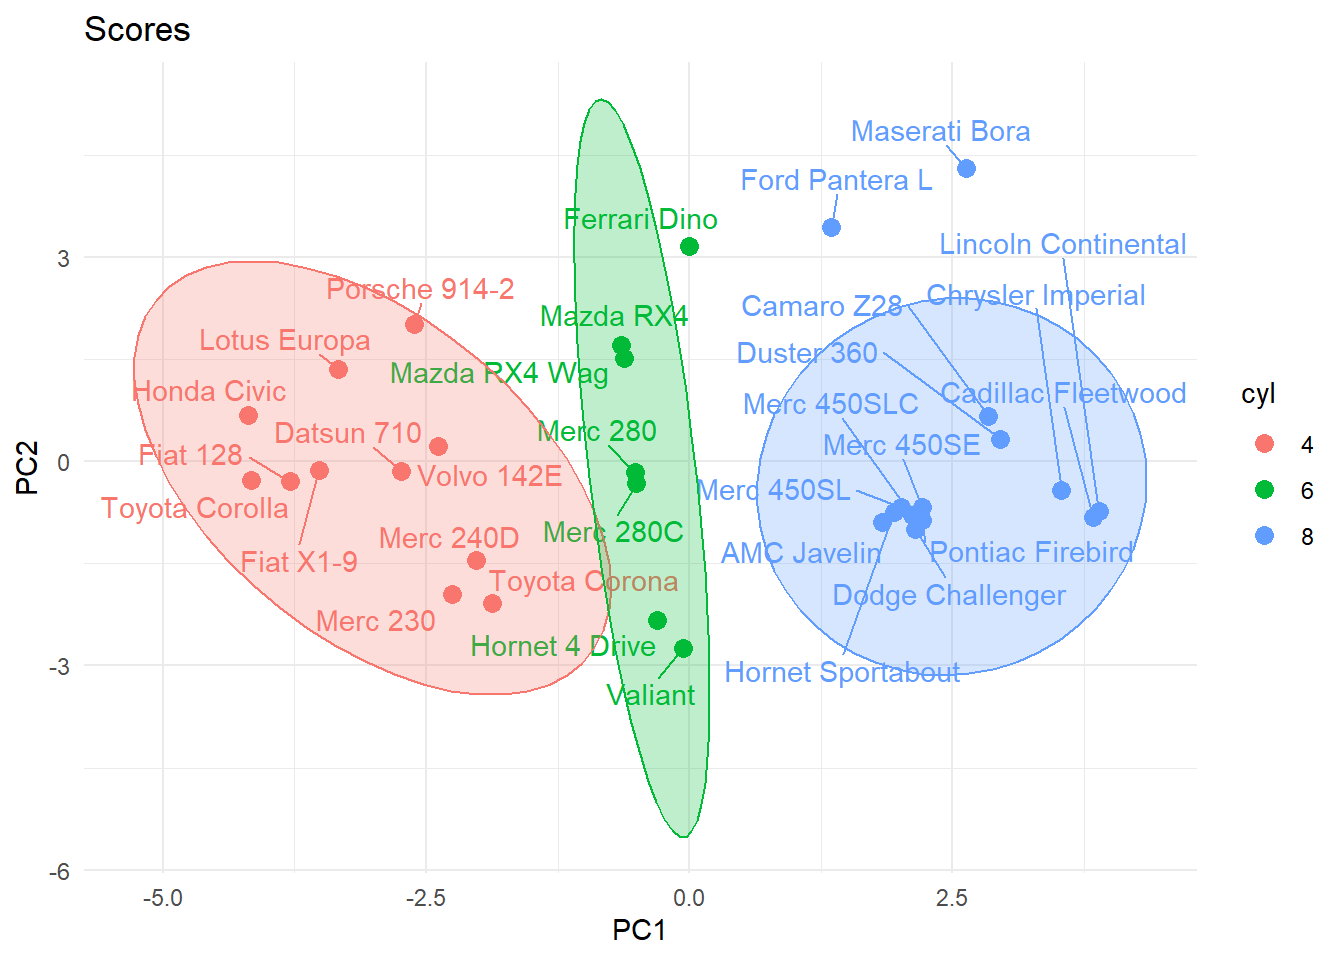 Scores
Maserati Bora
Ford Pantera L
Ferrari Dino
Lincoln Continental
Porsche 914-2
Camaro Z28
Chrysler Imperial
Mazda RX4
Lotus Europa
Duster 360
Mazda RX4 Wag
Honda Civic
Cadillac Fleetwood
Merc 450SLC
Datsun 710
Merc 280
Merc 450SE
Fiat 128
Volvo 142E
Merc 450SL
Toyota Corolla
Merc 240D
Merc 280C
AMC Javelin
Pontiac Firebird
Fiat X1-9
Toyota Corona
Dodge Challenger
Merc 230
Hornet 4 Drive
Hornet Sportabout
Valiant
3
0
-3
-6
PC2
-5.0
-2.5
0.0
2.5
PC1
cyl
4
6
8